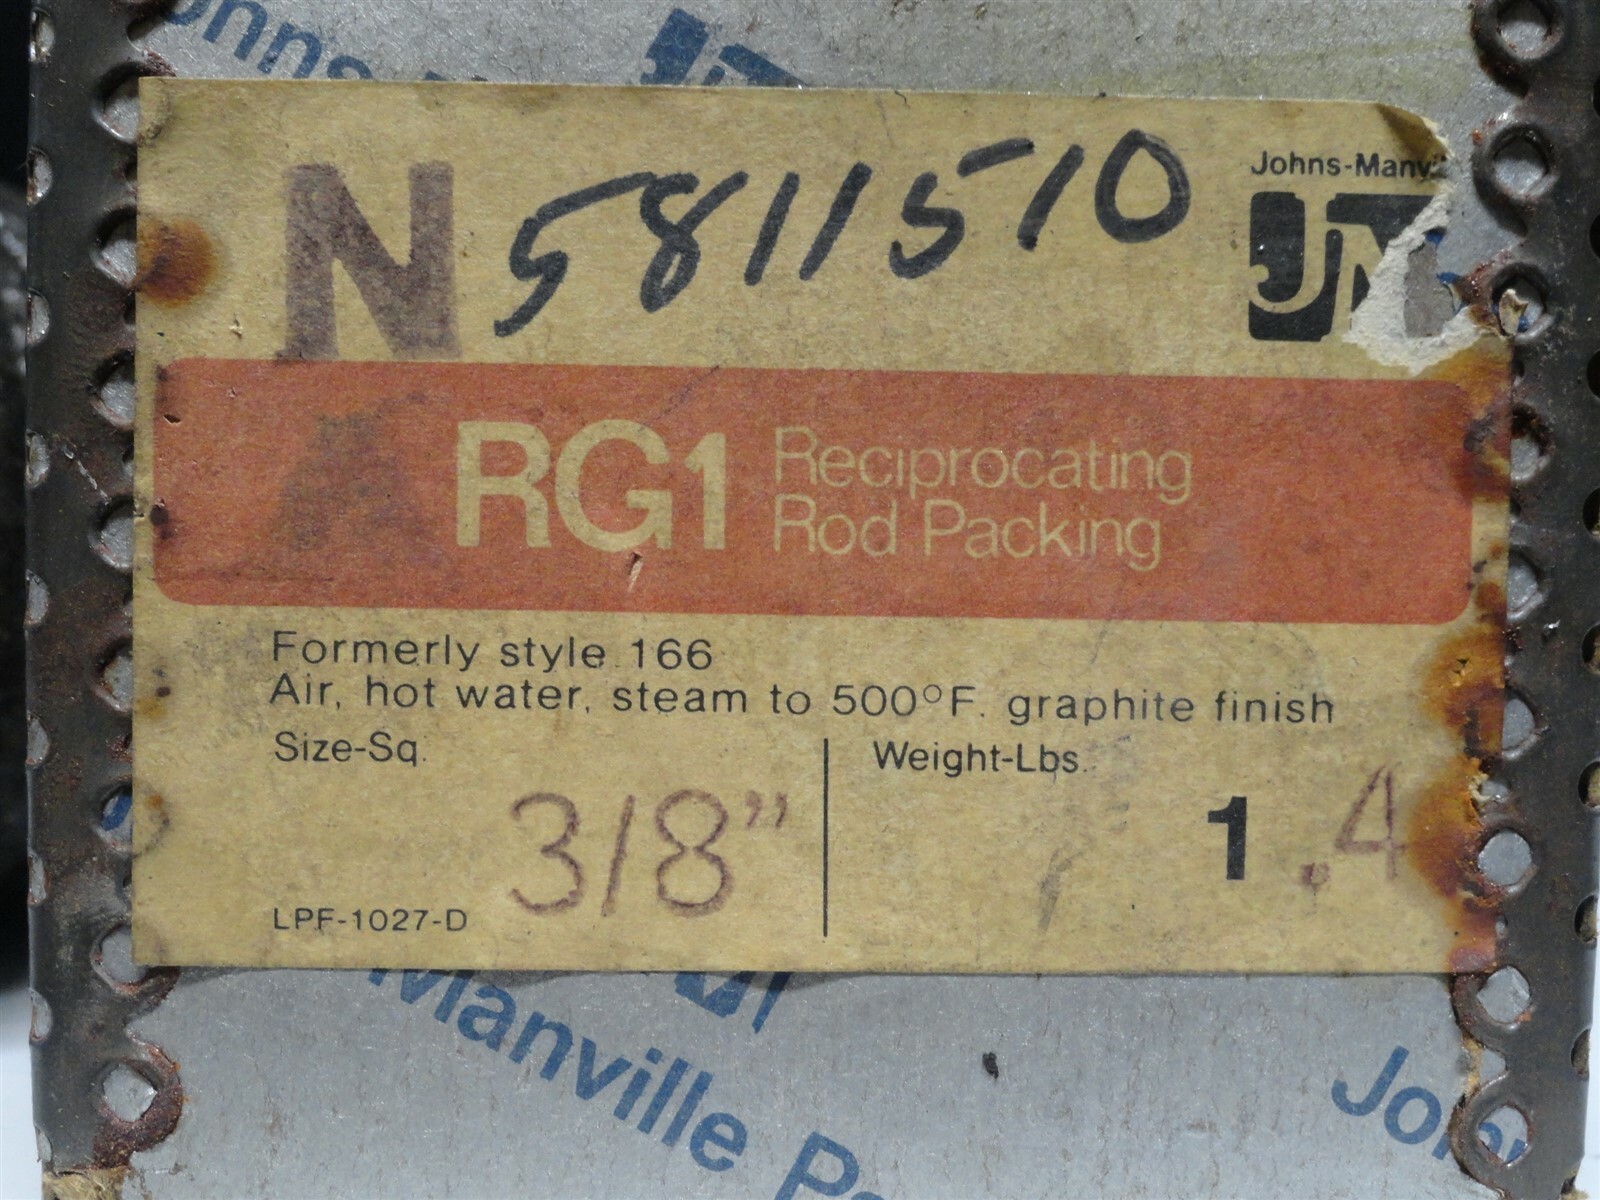 N 5811510
Johns-Manv
JM
RG1 Reciprocating
Rod Packing
Formerly style 166
Air, hot water, steam to 500°F. graphite finish
Size-Sq. Weight-Lbs.
3/8" 1.4
LPF-1027-D
Manville